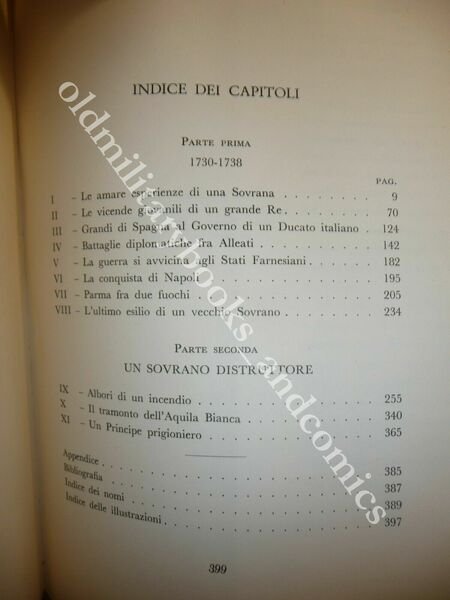 INDICE DEI CAPITOLI
PARTE PRIMA
1730-1738
PAG.
I - Le amare esperienze di una Sovrana . . . . . . . 9
II - Le vicende giovanili di un grande Re . . . . . . . 70
III - Grandi di Spagna al Governo di un Ducato italiano . 124
IV - Battaglie diplomatiche fra Alleati . . . . . . . 142
V - La guerra si avvicina agli Stati Farnesiani . . . . 182
VI - La conquista di Napoli . . . . . . . . . 195
VII - Parma fra due fuochi . . . . . . . . . 205
VIII - L'ultimo esilio di un vecchio Sovrano . . . . . . 234
PARTE SECONDA
UN SOVRANO DISTRUTTORE
IX - Albori di un incendio . . . . . . . . . 255
X - Il tramonto dell'Aquila Bianca . . . . . . . 340
XI - Un Principe prigioniero . . . . . . . . 365
Appendice . . . . . . . . . . . . 385
Bibliografia . . . . . . . . . . . . 387
Indice dei nomi . . . . . . . . . . . 389
Indice delle illustrazioni . . . . . . . . . . 397
399
oldmilitarybooks_andcomics